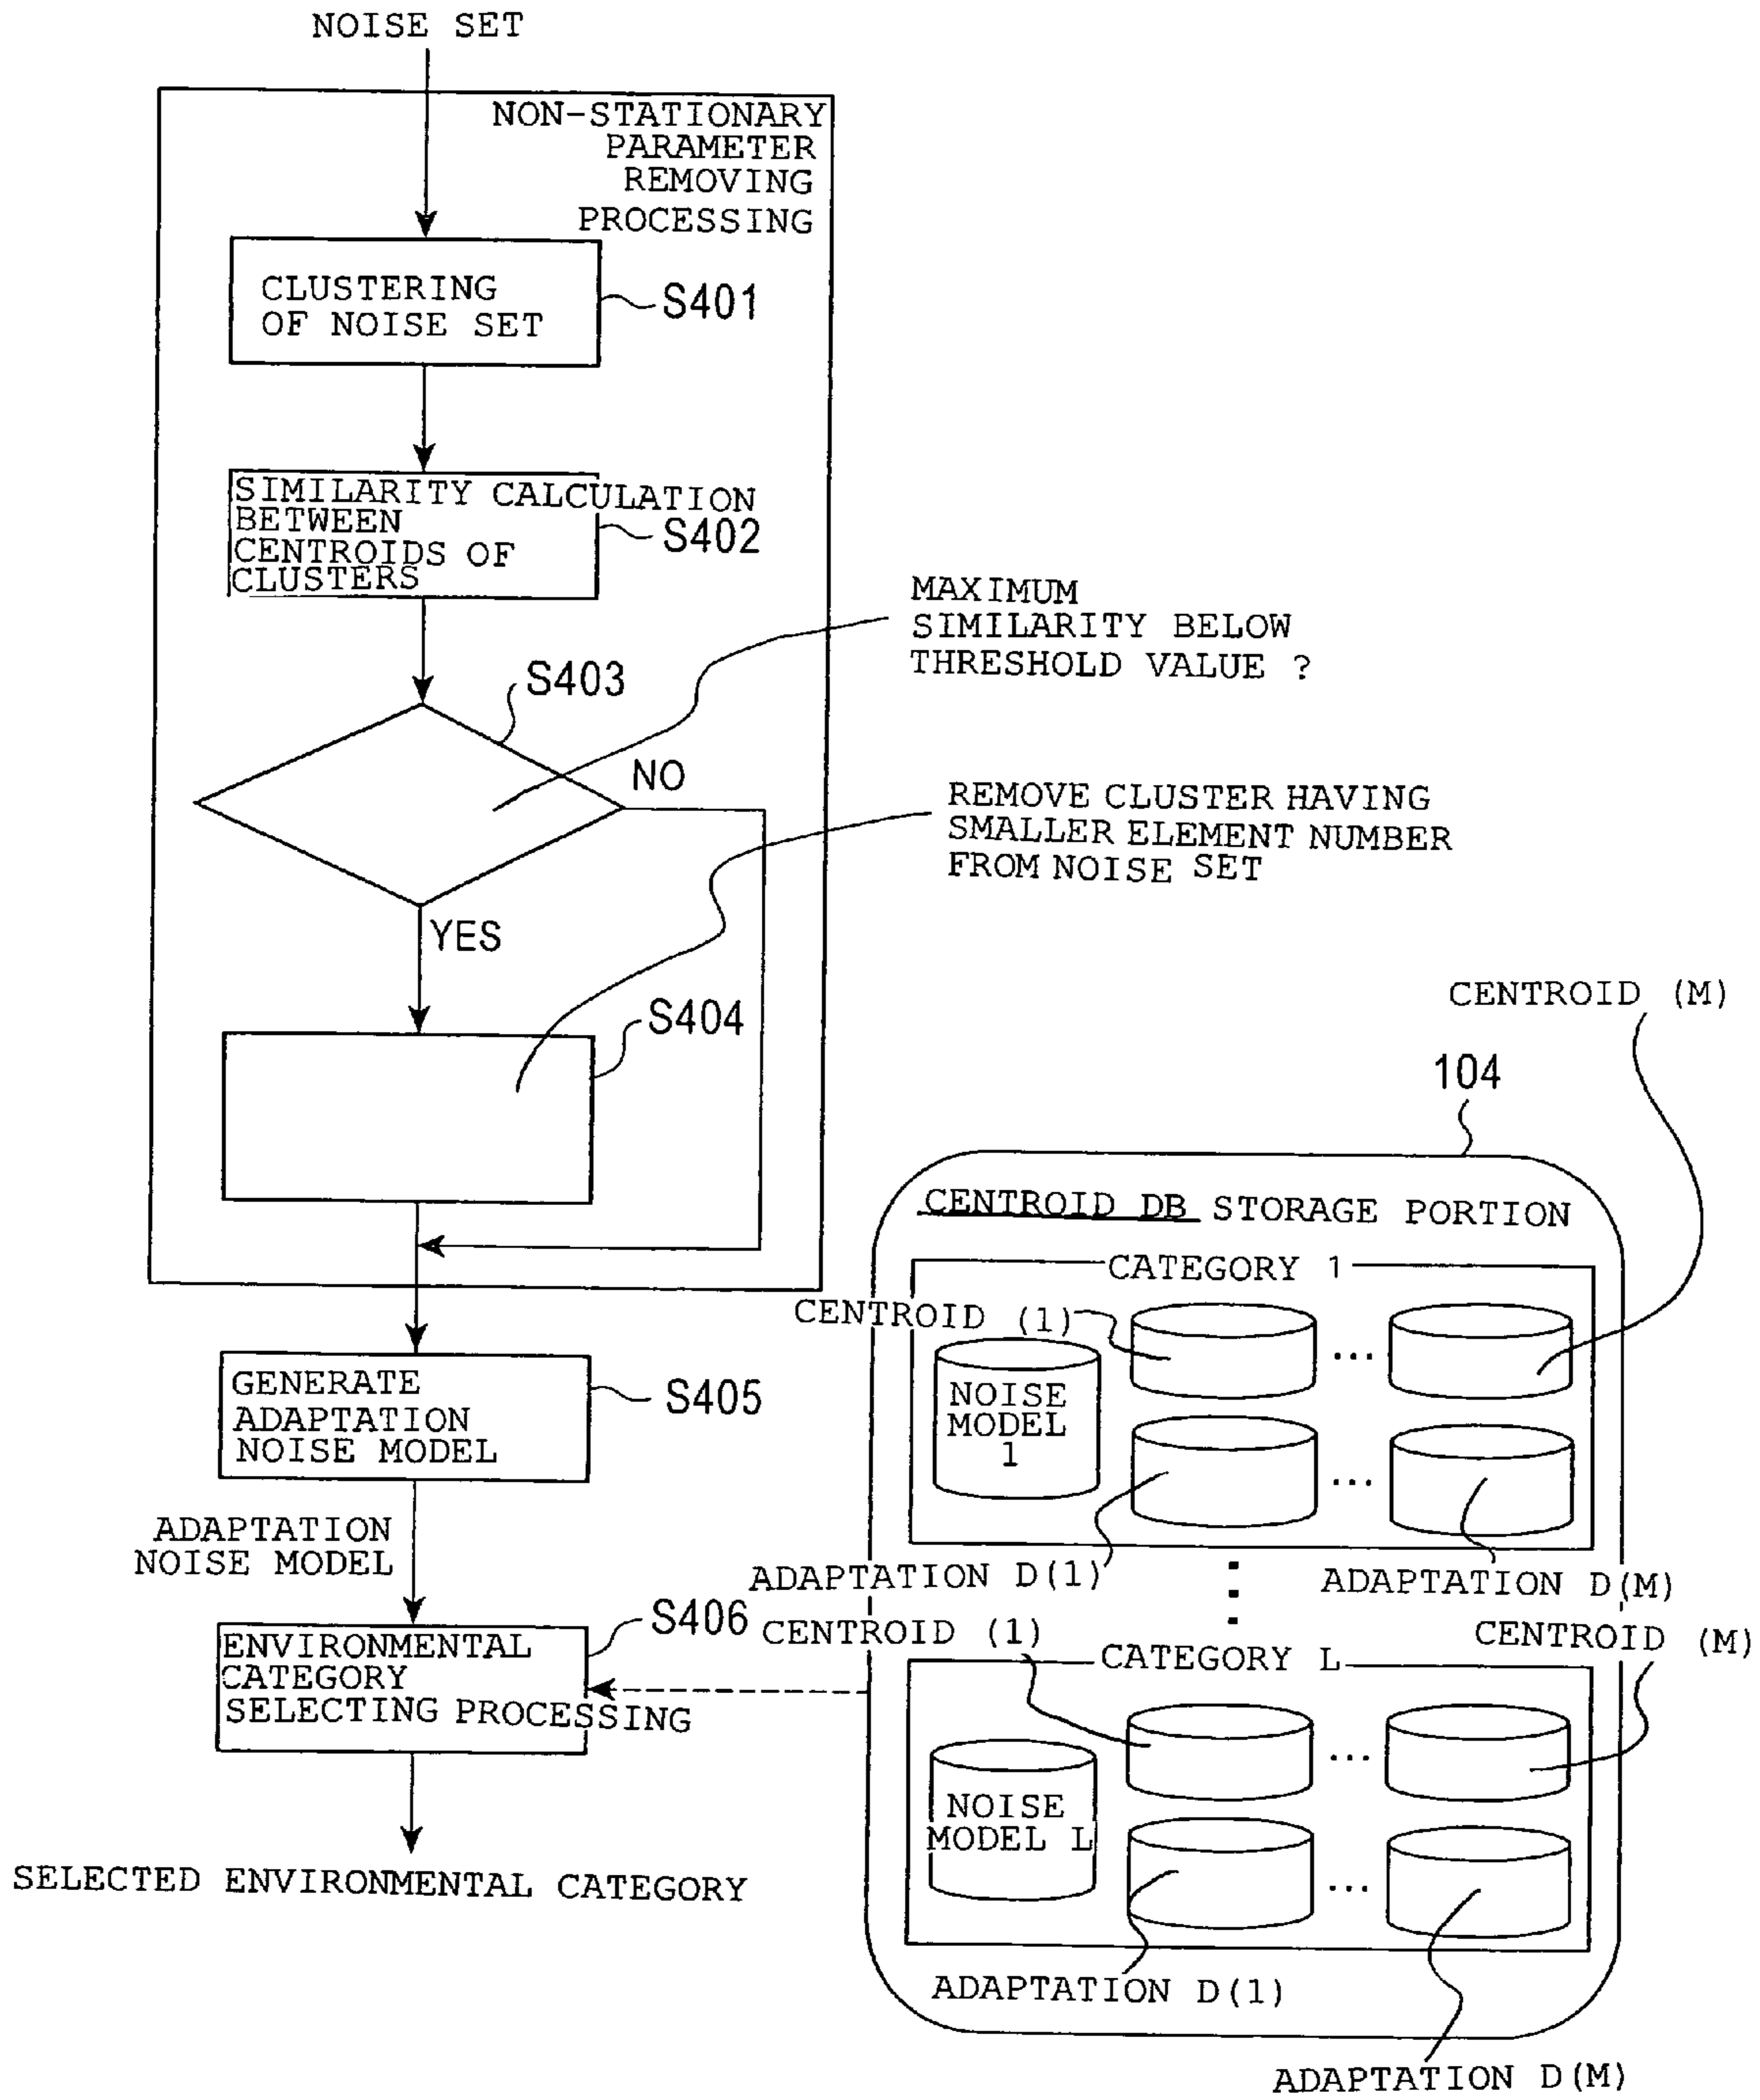 NOISE SET
NON-STATIONARY
PARAMETER
REMOVING
PROCESSING
CLUSTERING
OF NOISE SET
S401
SIMILARITY CALCULATION
BETWEEN
CENTROIDS OF
CLUSTERS
S402
MAXIMUM
SIMILARITY BELOW
THRESHOLD VALUE ?
S403
NO
REMOVE CLUSTER HAVING
SMALLER ELEMENT NUMBER
FROM NOISE SET
YES
S404
CENTROID (M)
104
CENTROID DB STORAGE PORTION
CATEGORY 1
CENTROID (1)
NOISE
MODEL
1
...
...
ADAPTATION D(1)
ADAPTATION D(M)
GENERATE
ADAPTATION
NOISE MODEL
S405
ADAPTATION
NOISE MODEL
ENVIRONMENTAL
CATEGORY
SELECTING PROCESSING
S406
CENTROID (1)
CENTROID (M)
CATEGORY L
NOISE
MODEL L
...
...
SELECTED ENVIRONMENTAL CATEGORY
ADAPTATION D(1)
ADAPTATION D(M)